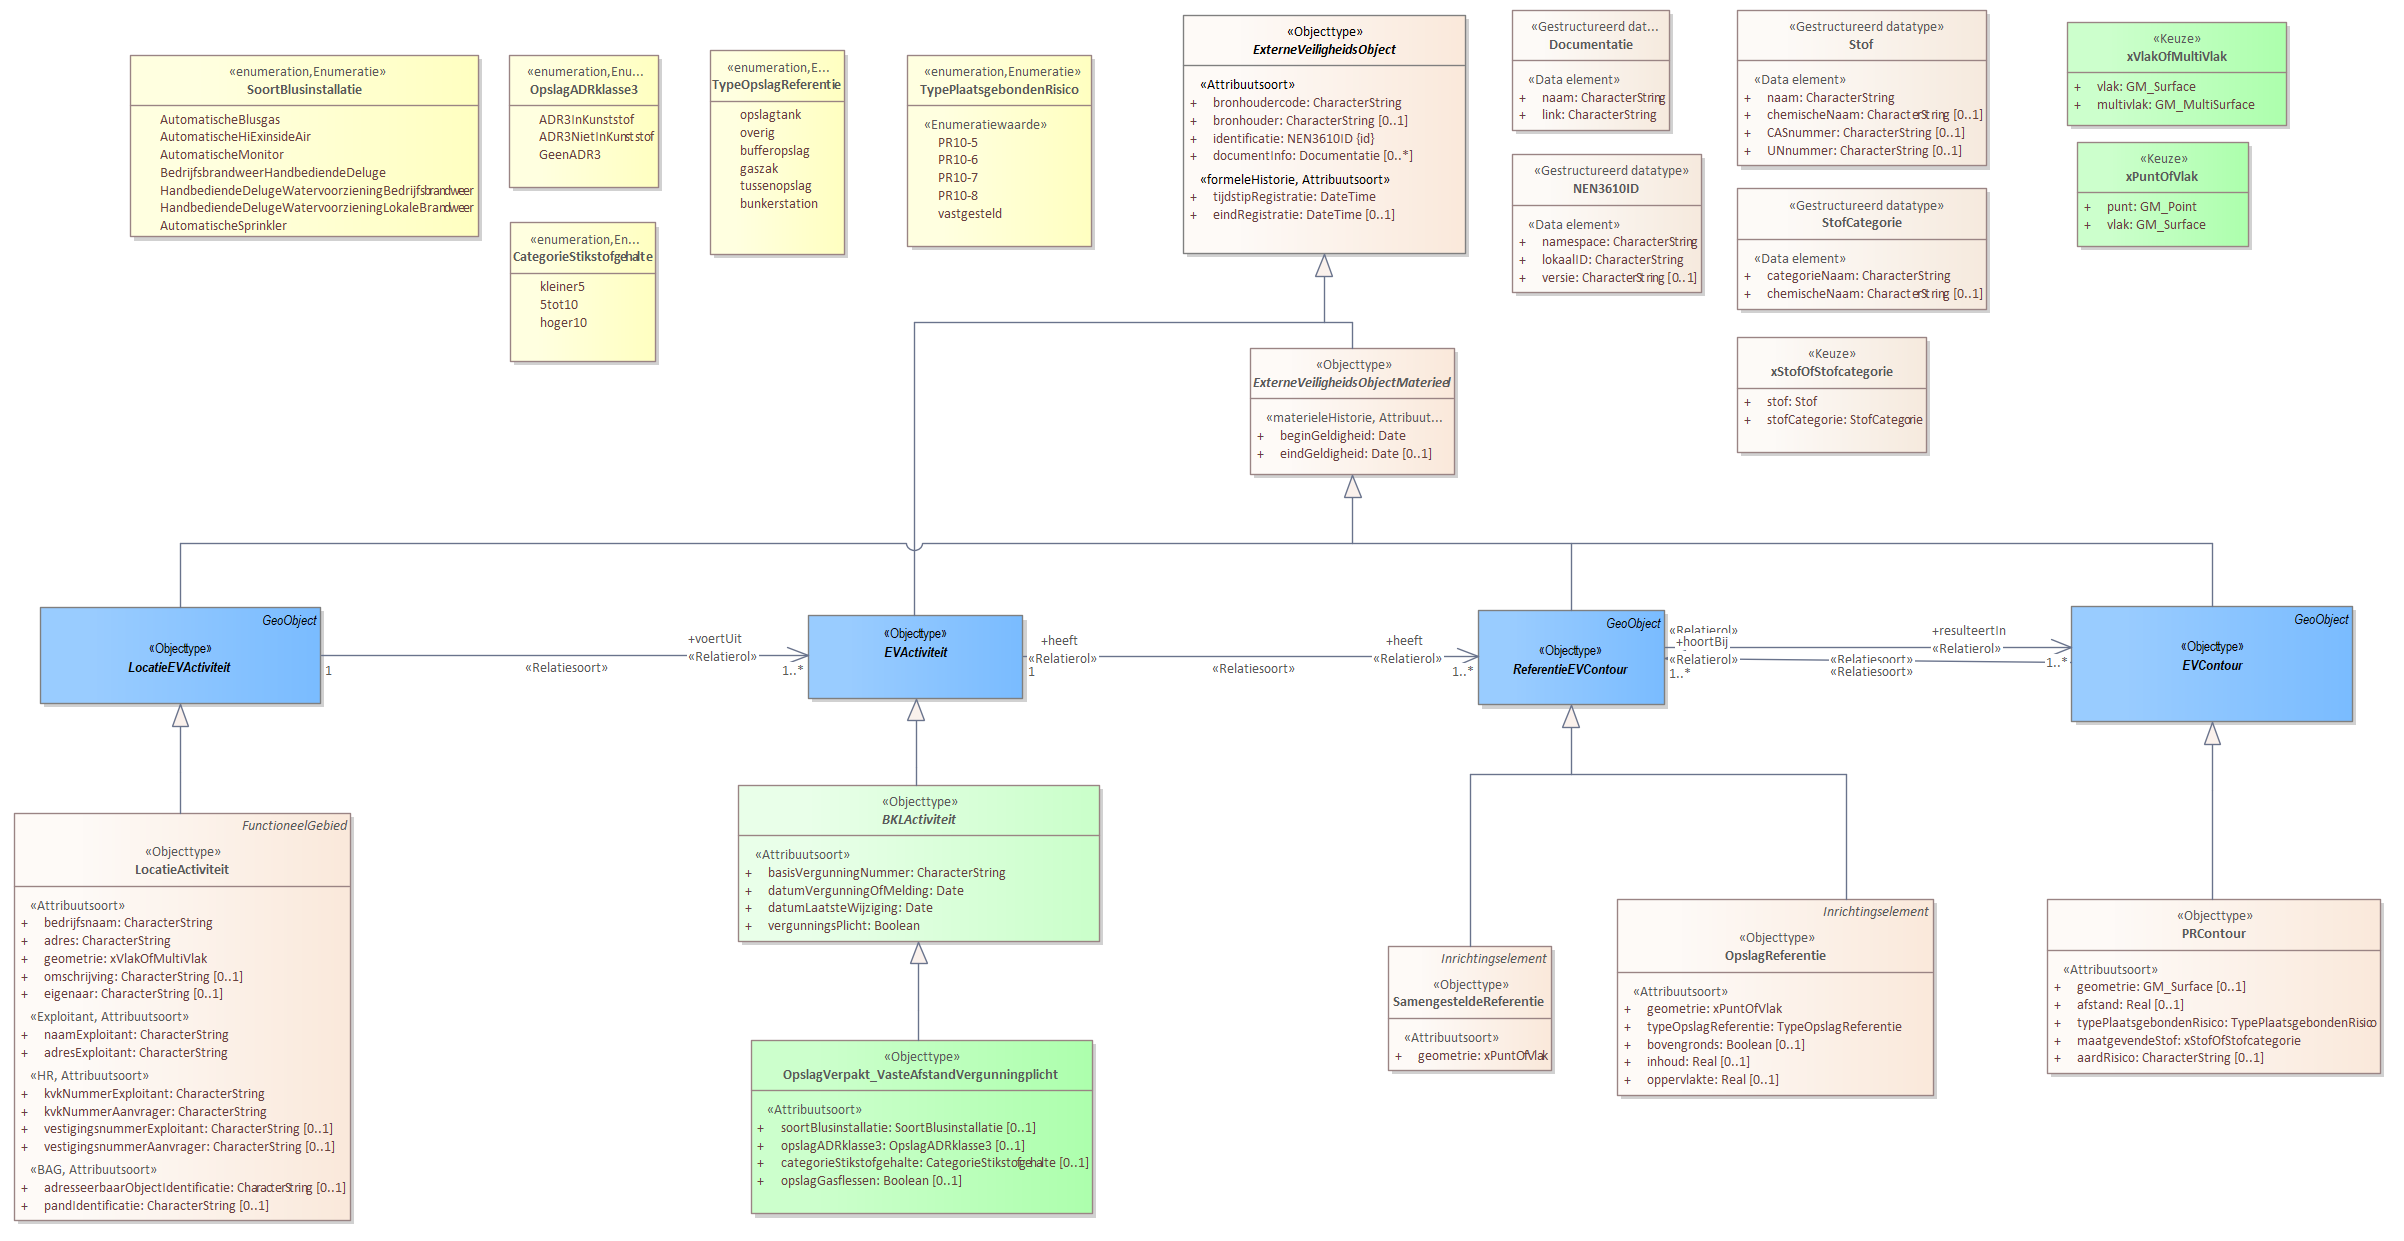 «enumeration,Enumeratie»
SoortBlusinstallatie
AutomatischeBlusgas
AutomatischeHiExinsideAir
AutomatischeMonitor
BedrijfsbrandweerHandbediendeDeluge
HandbediendeDelugeWatervoorzieningBedrijfsbrandweer
HandbediendeDelugeWatervoorzieningLokaleBrandweer
AutomatischeSprinkler
«enumeration,Enu...
OpslagADRklasse3
ADR3InKunststof
ADR3NietInKunststof
GeenADR3
«enumeration,En...
CategorieStikstofgehalte
kleiner5
5tot10
hoger10
«enumeration,E...
TypeOpslagReferentie
opslagtank
overig
bufferopslag
gaszak
tussenopslag
bunkerstation
«enumeration,Enumeratie»
TypePlaatsgebondenRisico
«Enumeratiewaarde»
PR10-5
PR10-6
PR10-7
PR10-8
vastgesteld
«Objecttype»
ExterneVeiligheidsObject
«Attribuutsoort»
+ bronhoudercode: CharacterString
+ bronhouder: CharacterString [0..1]
+ identificatie: NEN3610ID {id}
+ documentInfo: Documentatie [0..*]
«formeleHistorie, Attribuutsoort»
+ tijdstipRegistratie: DateTime
+ eindRegistratie: DateTime [0..1]
«Gestructureerd dat...
Documentatie
«Data element»
+ naam: CharacterString
+ link: CharacterString
«Gestructureerd datatype»
NEN3610ID
«Data element»
+ namespace: CharacterString
+ lokaalID: CharacterString
+ versie: CharacterString [0..1]
«Gestructureerd datatype»
Stof
«Data element»
+ naam: CharacterString
+ chemischeNaam: CharacterString [0..1]
+ CASnummer: CharacterString [0..1]
+ UNnummer: CharacterString [0..1]
«Gestructureerd datatype»
StofCategorie
«Data element»
+ categorieNaam: CharacterString
+ chemischeNaam: CharacterString [0..1]
«Keuze»
xStofOfStofcategorie
+ stof: Stof
+ stofCategorie: StofCategorie
«Keuze»
xVlakOfMultiVlak
+ vlak: GM_Surface
+ multivlak: GM_MultiSurface
«Keuze»
xPuntOfVlak
+ punt: GM_Point
+ vlak: GM_Surface
«Objecttype»
ExterneVeiligheidsObjectMaterieel
«materieleHistorie, Attribuut...
+ beginGeldigheid: Date
+ eindGeldigheid: Date [0..1]
GeoObject
«Objecttype»
LocatieEVActiviteit
1
«Relatiesoort»
+voertUit
«Relatierol»
1..*
«Objecttype»
EVActiviteit
+heeft
«Relatierol»
1
«Relatiesoort»
+heeft
«Relatierol»
1..*
GeoObject
«Objecttype»
ReferentieEVContour
«Relatierol»
+hoortBij
«Relatierol»
1..*
«Relatiesoort»
«Relatiesoort»
+resulteertIn
«Relatierol»
1..*
GeoObject
«Objecttype»
EVContour
FunctioneelGebied
«Objecttype»
LocatieActiviteit
«Attribuutsoort»
+ bedrijfsnaam: CharacterString
+ adres: CharacterString
+ geometrie: xVlakOfMultiVlak
+ omschrijving: CharacterString [0..1]
+ eigenaar: CharacterString [0..1]
«Exploitant, Attribuutsoort»
+ naamExploitant: CharacterString
+ adresExploitant: CharacterString
«HR, Attribuutsoort»
+ kvkNummerExploitant: CharacterString
+ kvkNummerAanvrager: CharacterString
+ vestigingsnummerExploitant: CharacterString [0..1]
+ vestigingsnummerAanvrager: CharacterString [0..1]
«BAG, Attribuutsoort»
+ adresseerbaarObjectIdentificatie: CharacterString [0..1]
+ pandIdentificatie: CharacterString [0..1]
«Objecttype»
BKLActiviteit
«Attribuutsoort»
+ basisVergunningNummer: CharacterString
+ datumVergunningOfMelding: Date
+ datumLaatsteWijziging: Date
+ vergunningsPlicht: Boolean
«Objecttype»
OpslagVerpakt_VasteAfstandVergunningplicht
«Attribuutsoort»
+ soortBlusinstallatie: SoortBlusinstallatie [0..1]
+ opslagADRklasse3: OpslagADRklasse3 [0..1]
+ categorieStikstofgehalte: CategorieStikstofgehalte [0..1]
+ opslagGasflessen: Boolean [0..1]
Inrichtingselement
«Objecttype»
SamengesteldeReferentie
«Attribuutsoort»
+ geometrie: xPuntOfVlak
Inrichtingselement
«Objecttype»
OpslagReferentie
«Attribuutsoort»
+ geometrie: xPuntOfVlak
+ typeOpslagReferentie: TypeOpslagReferentie
+ bovengronds: Boolean [0..1]
+ inhoud: Real [0..1]
+ oppervlakte: Real [0..1]
«Objecttype»
PRContour
«Attribuutsoort»
+ geometrie: GM_Surface [0..1]
+ afstand: Real [0..1]
+ typePlaatsgebondenRisico: TypePlaatsgebondenRisico
+ maatgevendeStof: xStofOfStofcategorie
+ aardRisico: CharacterString [0..1]